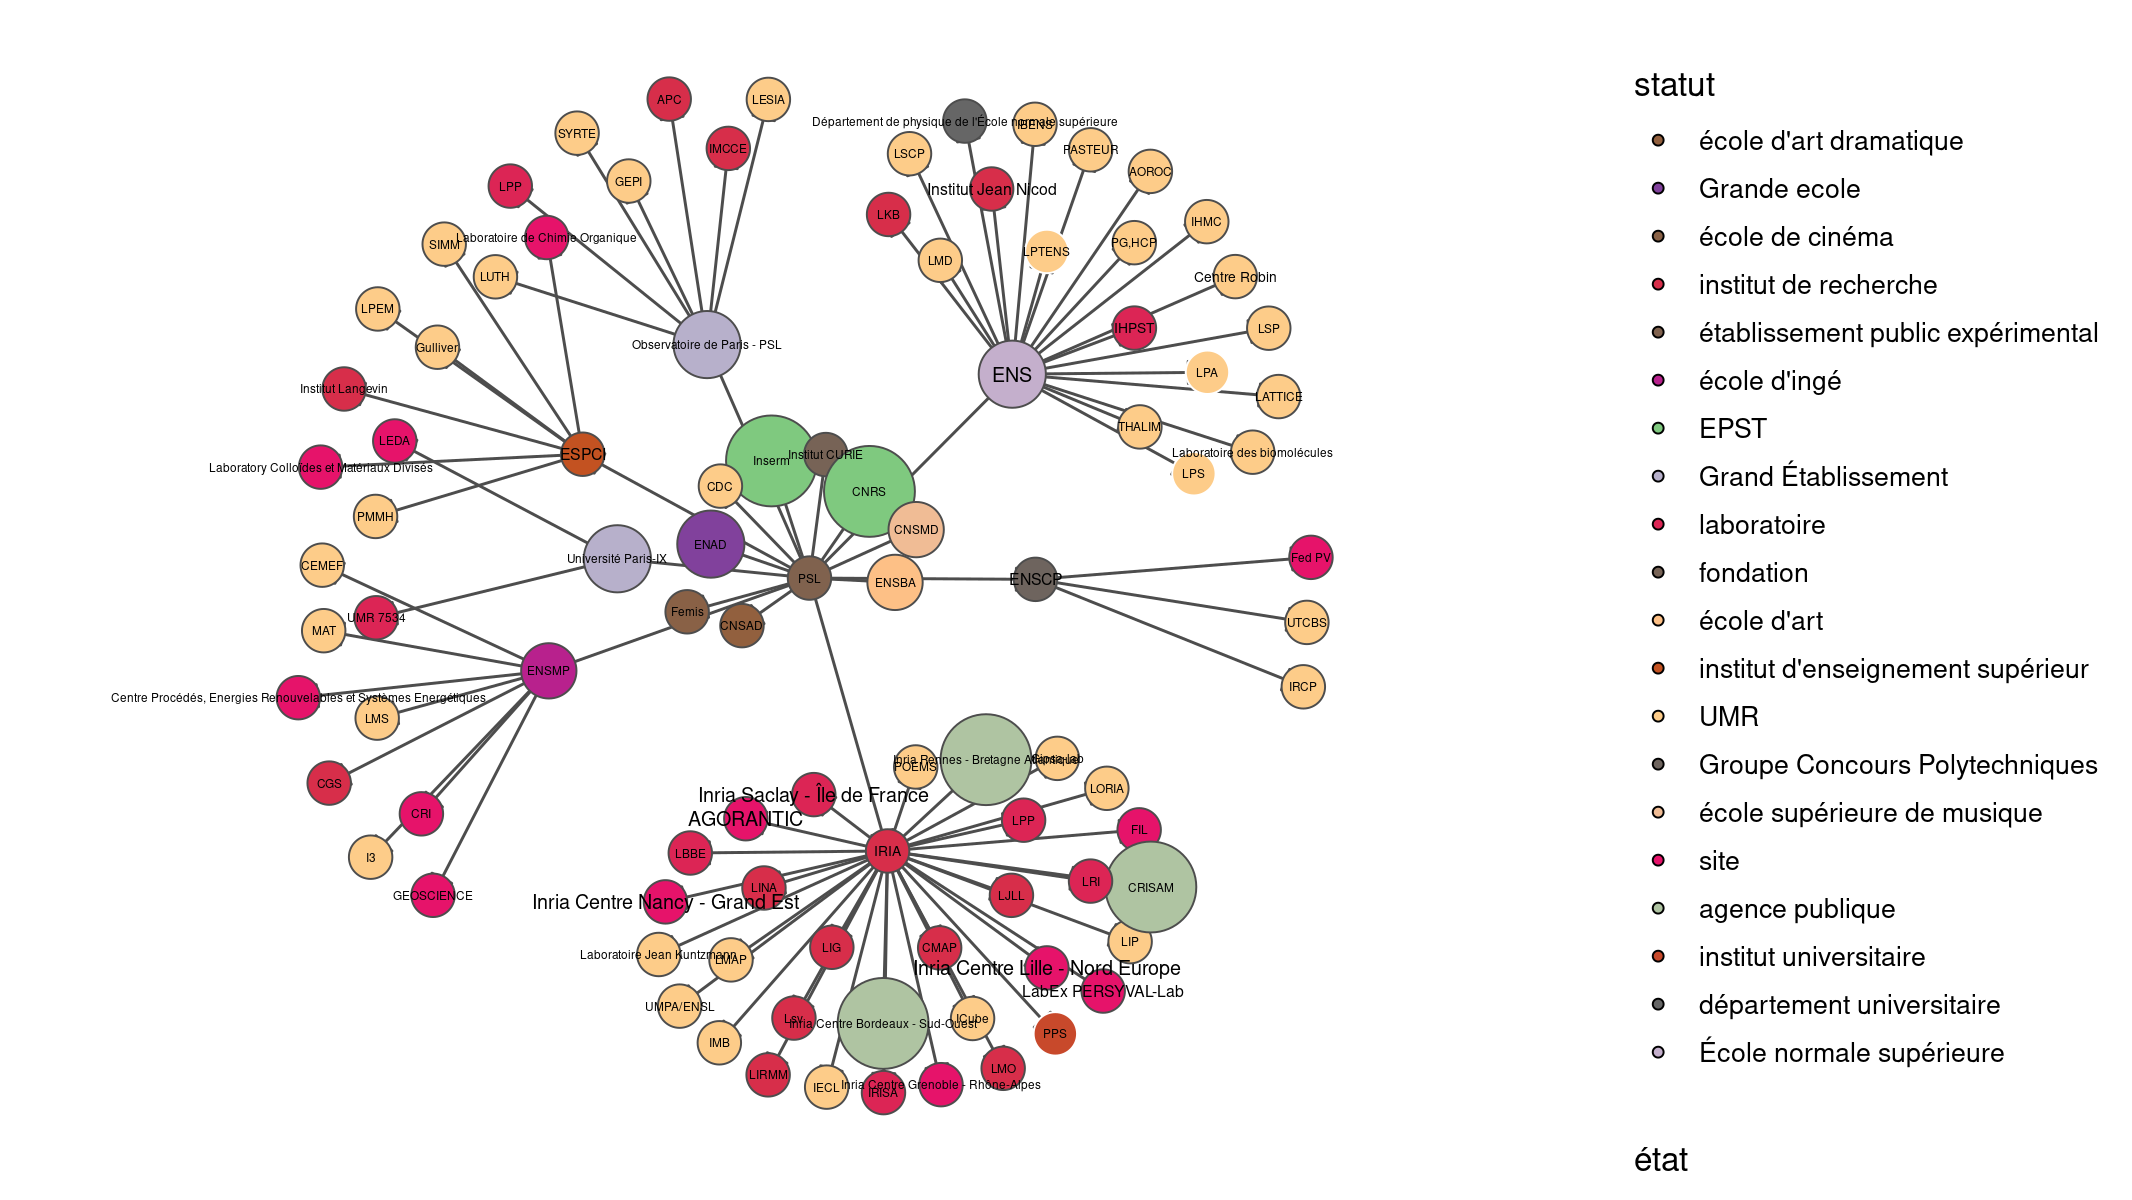 APC
LESIA
SYRTE
IMCCE
GEPI
LPP
Laboratoire de Chimie Organique
SIMM
LUTH
LPEM
Gulliver
Observatoire de Paris - PSL
Institut Langevin
LEDA
ESPCI
Laboratory Colloïdes et Matériaux Divisés
PMMH
Département de physique de l'École normale supérieure
IBENS
LSCP
PASTEUR
AOROC
Institut Jean Nicod
LKB
IHMC
PG,HCP
LPTENS
LMD
Centre Robin
IHPST
LSP
ENS
LPA
LATTICE
THALIM
Laboratoire des biomolécules
LPS
Inserm
Institut CURIE
CDC
CNRS
CNSMD
ENAD
Université Paris-IX
PSL
ENSBA
ENSCP
Fed PV
UTCBS
IRCP
Femis
CNSAD
CEMEF
UMR 7534
MAT
ENSMP
Centre Procédés, Energies Renouvelables et Systèmes Energétiques
LMS
CGS
CRI
I3
GEOSCIENCE
POEMS
Inria Rennes - Bretagne Atlantique
Gipsa-lab
LORIA
Inria Saclay - Île de France
AGORANTIC
LPP
FIL
LBBE
IRIA
LRI
CRISAM
LINA
LJLL
Inria Centre Nancy - Grand Est
LIP
LIG
CMAP
Laboratoire Jean Kuntzmann
LMAP
Inria Centre Lille - Nord Europe
LabEx PERSYVAL-Lab
UMPA/ENSL
Lsv
Inria Centre Bordeaux - Sud-Ouest
ICube
PPS
IMB
LIRMM
LMO
IECL
Inria Centre Grenoble - Rhône-Alpes
IRISA
statut
école d'art dramatique
Grande ecole
école de cinéma
institut de recherche
établissement public expérimental
école d'ingé
EPST
Grand Établissement
laboratoire
fondation
école d'art
institut d'enseignement supérieur
UMR
Groupe Concours Polytechniques
école supérieure de musique
site
agence publique
institut universitaire
département universitaire
École normale supérieure
état